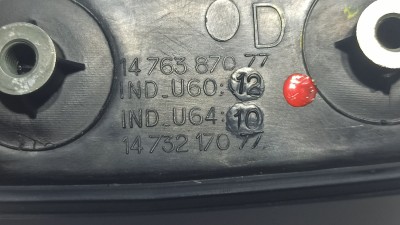 D
14 763 870 77
IND_U60:12
IND_U64:10
14 732 170 77